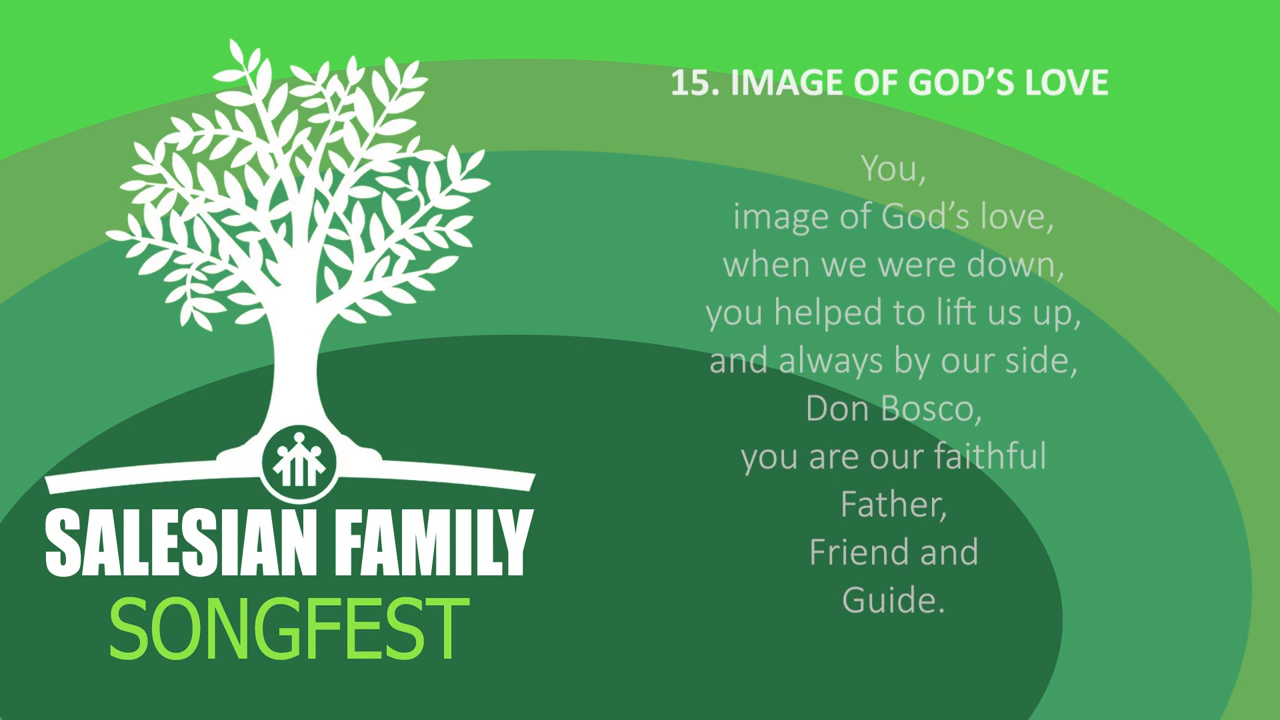 SALESIAN FAMILY
SONGFEST
15. IMAGE OF GOD’S LOVE
You,
image of God’s love,
when we were down,
you helped to lift us up,
and always by our side,
Don Bosco,
you are our faithful
Father,
Friend and
Guide.